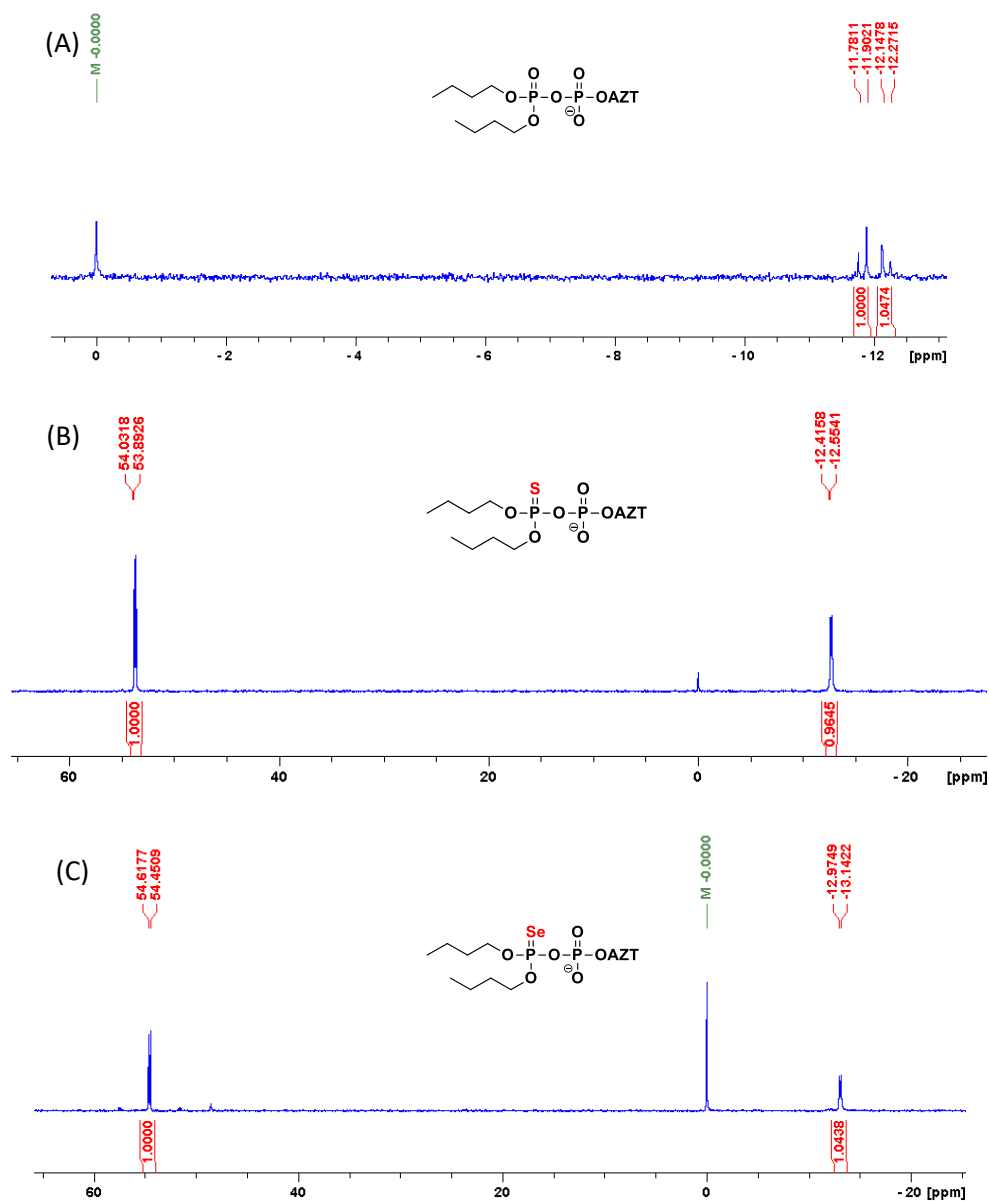 (A)
M -0.0000
-11.7811
-11.9021
-12.1478
-12.2715
O O
O P O P OAZT
O O
⊖
1.0000
1.0474
0 -2 -4 -6 -8 -10 -12 [ppm]
(B)
54.0318
53.8926
-12.4158
-12.5541
S O
O P O P OAZT
O O
⊖
1.0000
0.9645
60 40 20 0 -20 [ppm]
(C)
54.6177
54.4509
M -0.0000
-12.9749
-13.1422
Se O
O P O P OAZT
O O
⊖
1.0000
1.0438
60 40 20 0 -20 [ppm]